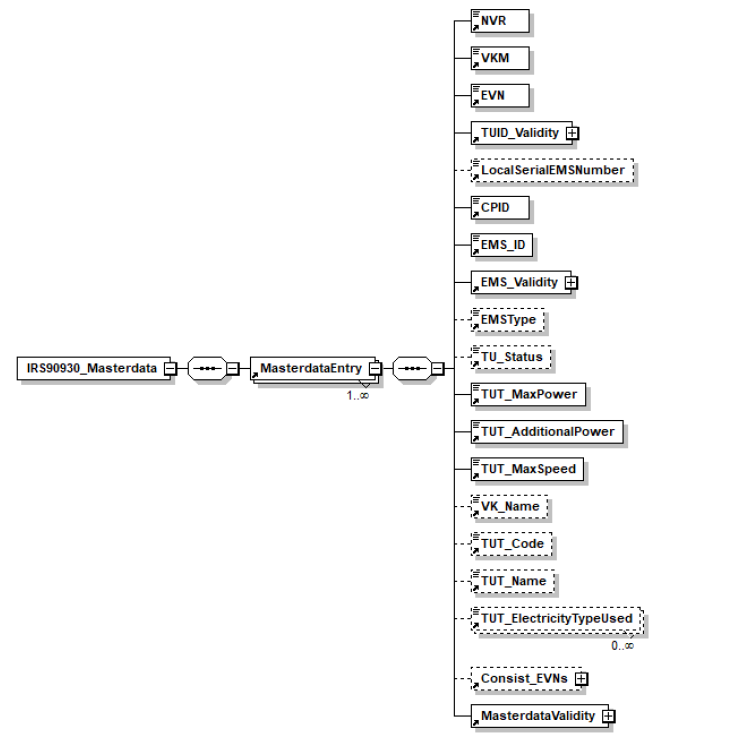 NVR
VKM
EVN
TUID_Validity
LocalSerialEMSNumber
CPID
EMS_ID
EMS_Validity
EMSType
TU_Status
IRS90930_Masterdata
MasterdataEntry
1..∞
TUT_MaxPower
TUT_AdditionalPower
TUT_MaxSpeed
VK_Name
TUT_Code
TUT_Name
TUT_ElectricityTypeUsed
0..∞
Consist_EVNs
MasterdataValidity